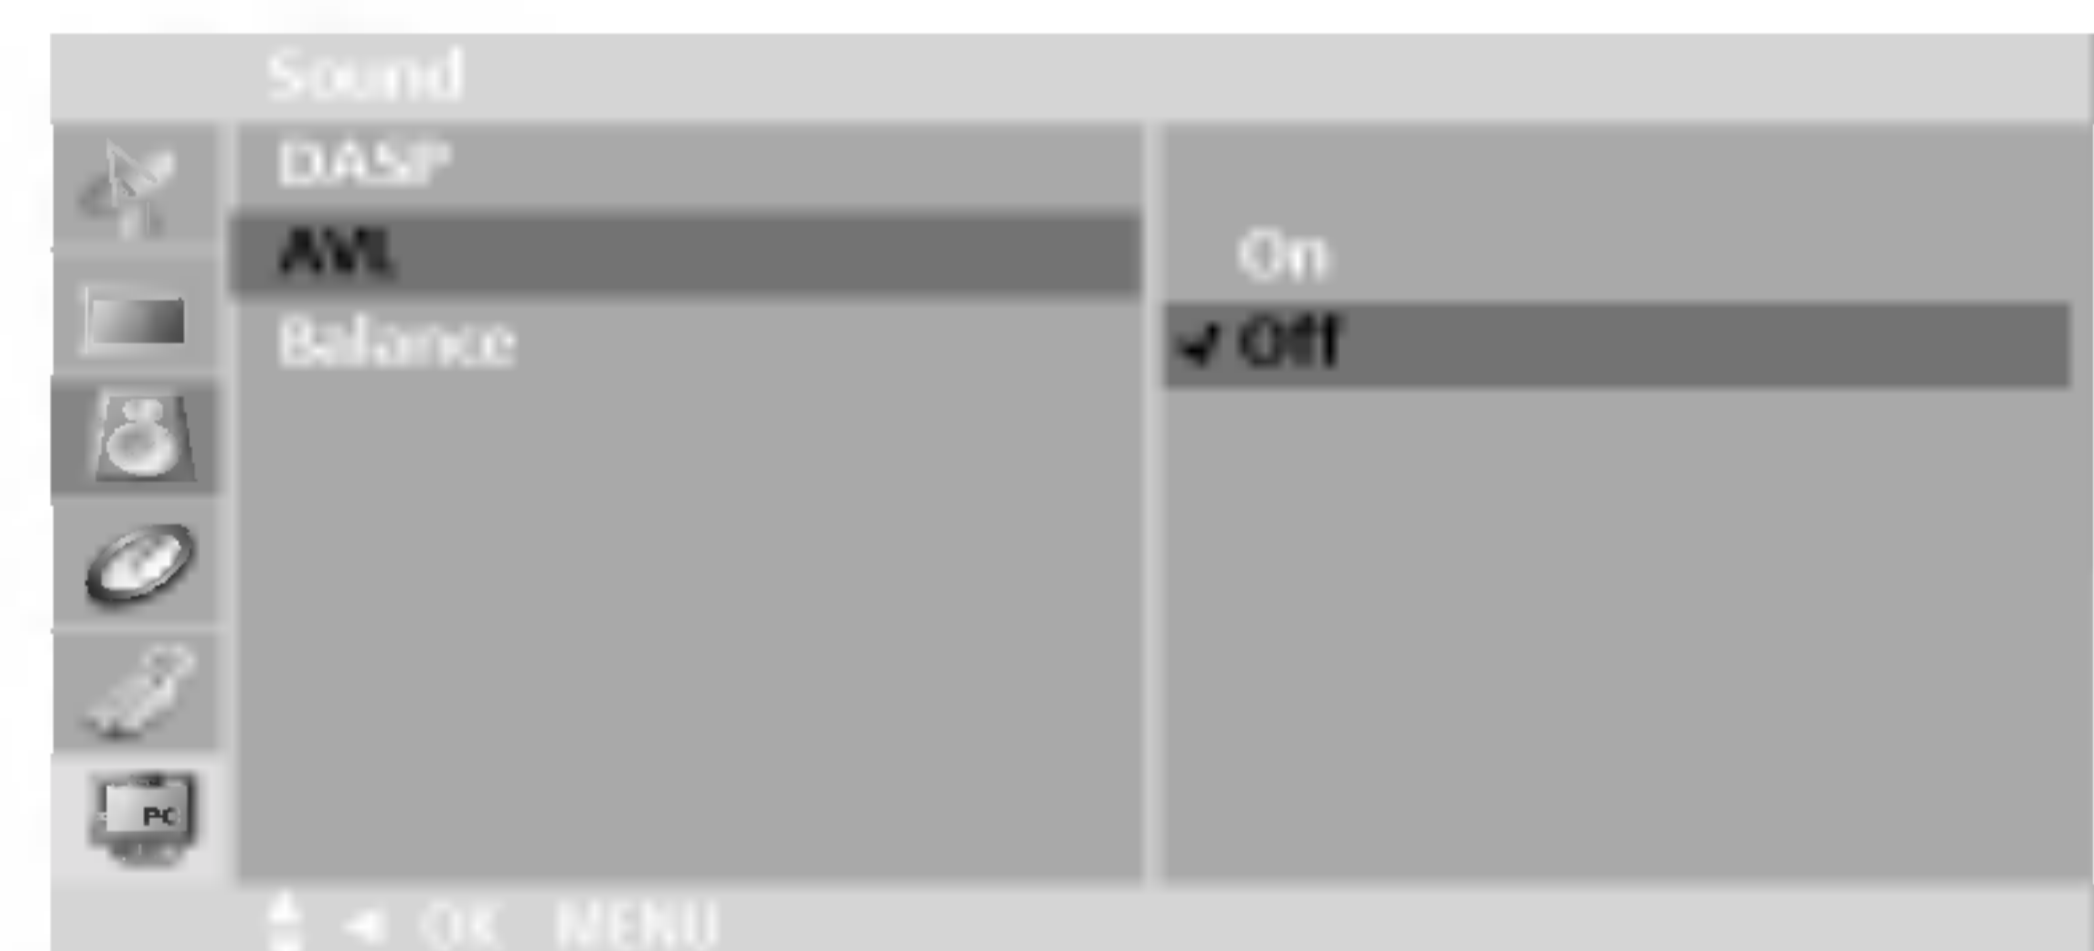 Sound
DASP
AVL
On
Balance
✔ Off
PC
◄ OK MENU